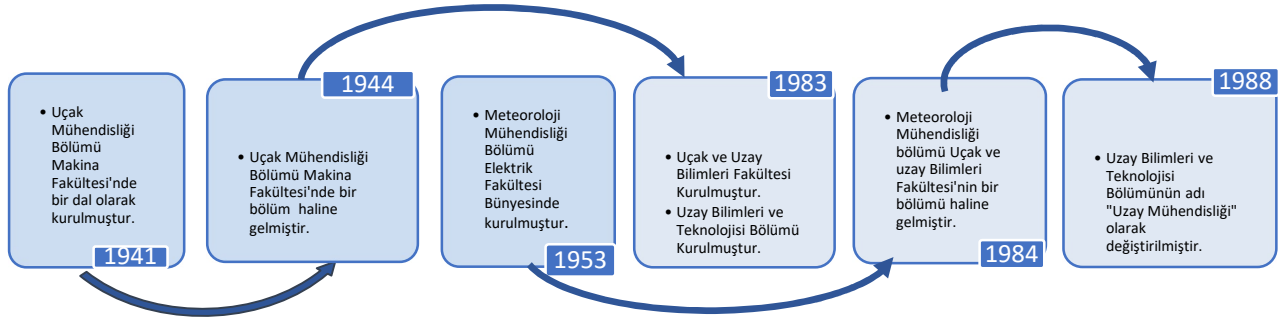 • Uçak
Mühendisliği
Bölümü
Makina
Fakültesi'nde
bir dal olarak
kurulmuştur.
1941
1944
• Uçak Mühendisliği
Bölümü Makina
Fakültesi'nde bir
bölüm haline
gelmiştir.
• Meteoroloji
Mühendisliği
Bölümü
Elektrik
Fakültesi
Bünyesinde
kurulmuştur.
1953
1983
• Uçak ve Uzay
Bilimleri Fakültesi
Kurulmuştur.
• Uzay Bilimleri ve
Teknolojisi Bölümü
Kurulmuştur.
• Meteoroloji
Mühendisliği
bölümü Uçak ve
uzay Bilimleri
Fakültesi'nin bir
bölümü haline
gelmiştir.
1984
1988
• Uzay Bilimleri ve
Teknolojisi
Bölümünün adı
"Uzay Mühendisliği"
olarak
değiştirilmiştir.